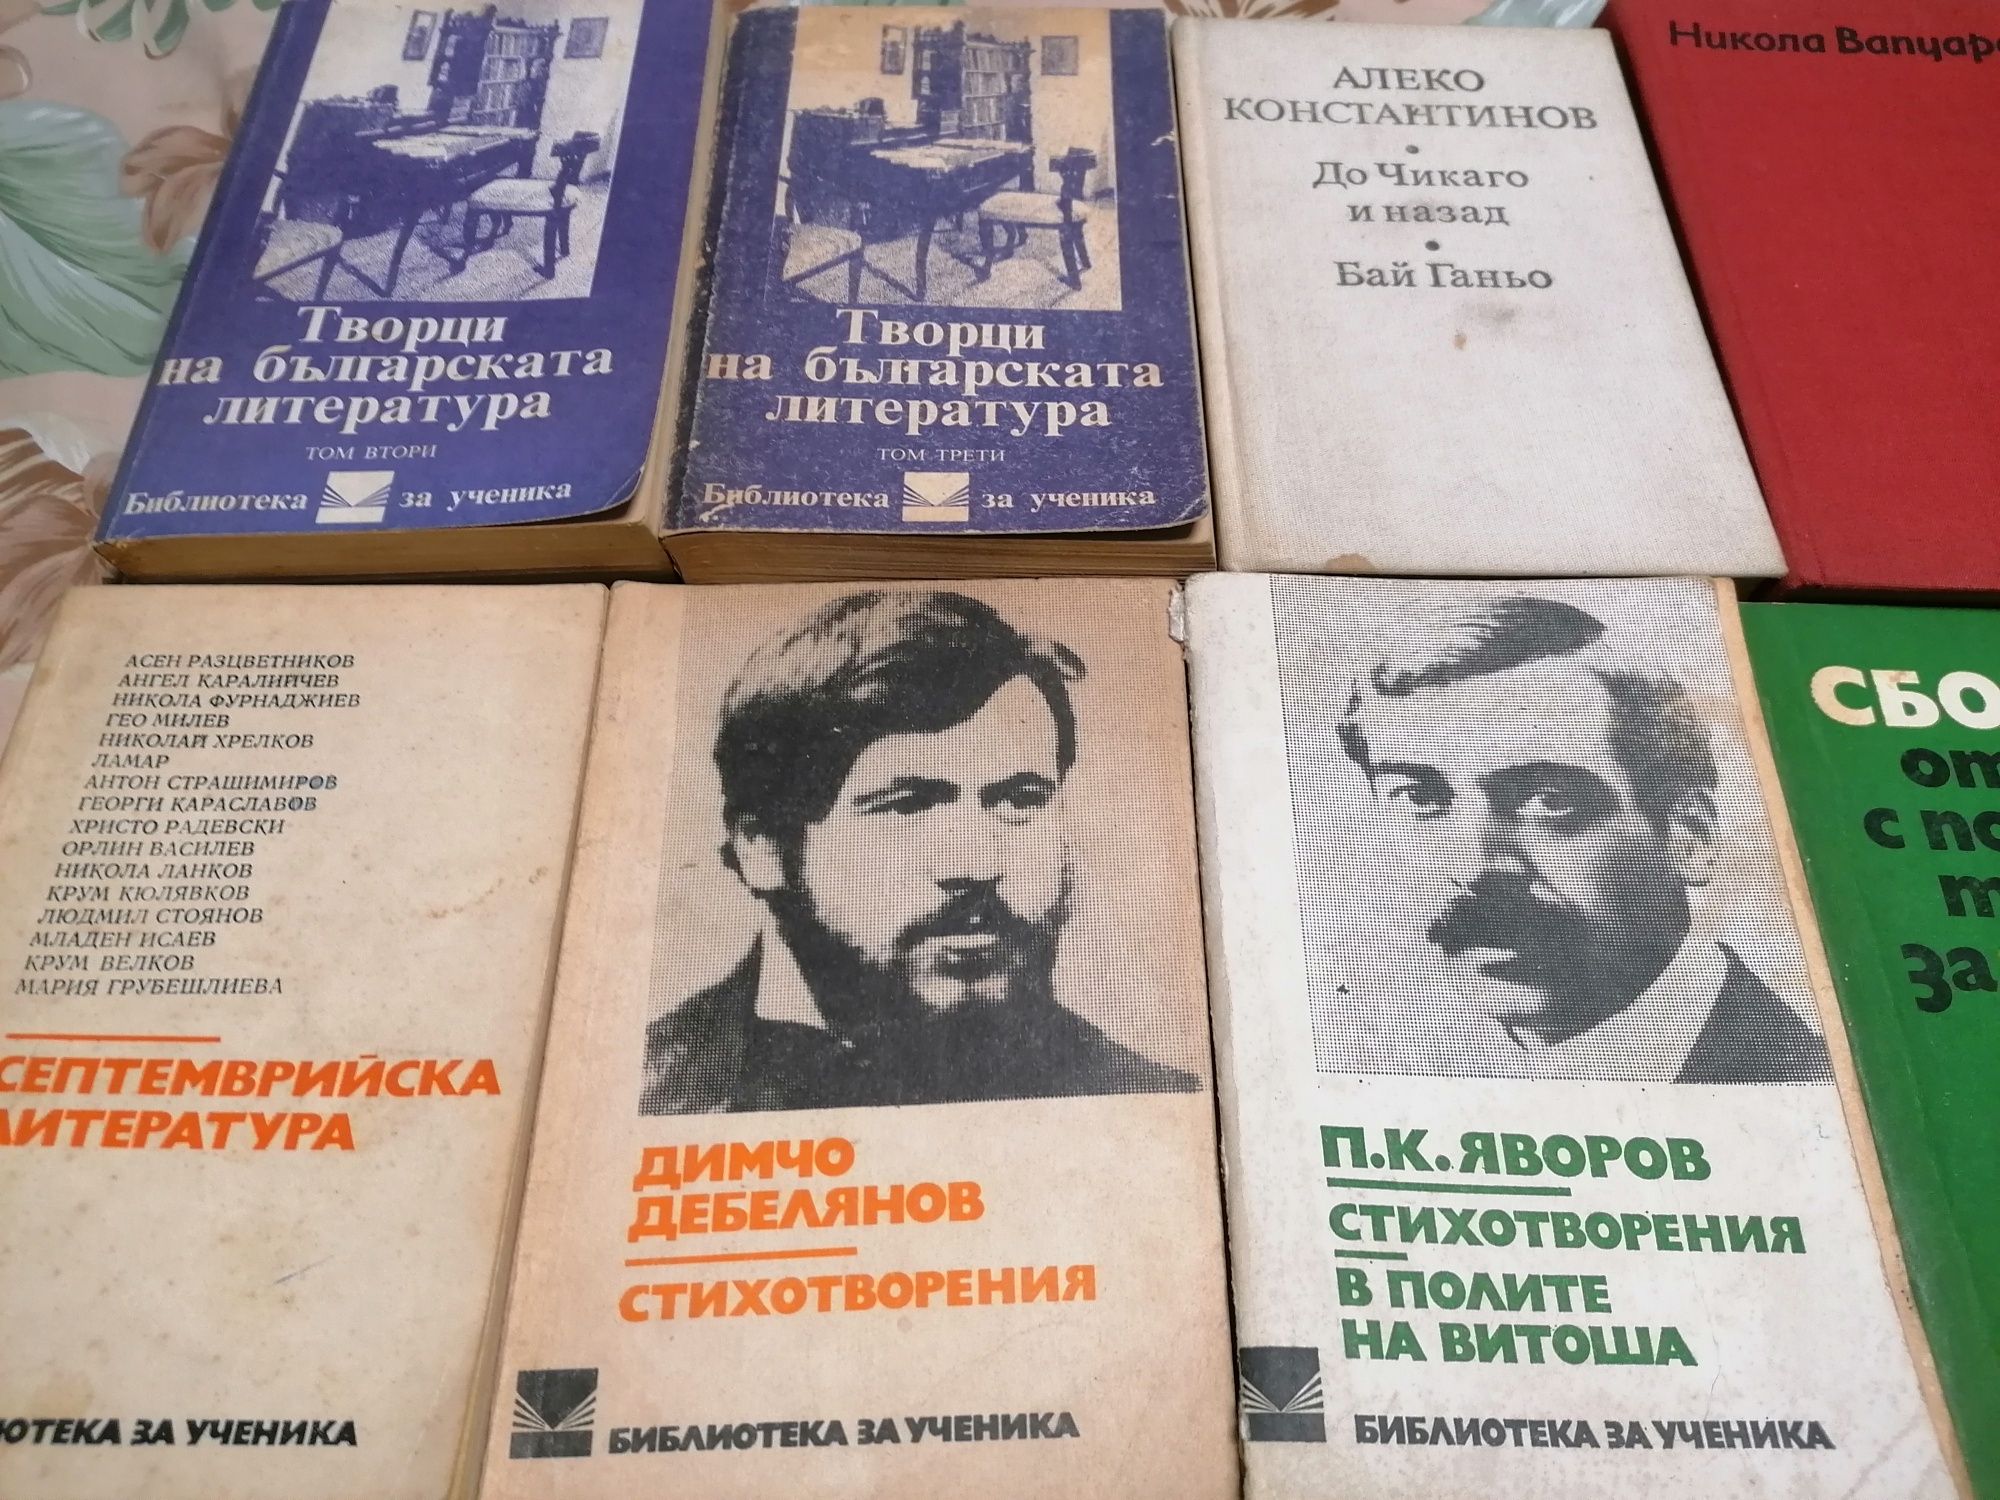 Творци
на българската
литература
ТОМ ВТОРИ
Библиотека за ученика
Творци
на българската
литература
ТОМ ТРЕТИ
Библиотека за ученика
АЛЕКО
КОНСТАНТИНОВ
До Чикаго
и назад
Бай Ганьо
Никола
АСЕН РАЗЦВЕТНИКОВ
АНГЕЛ КАРАЛИЙЧЕВ
НИКОЛА ФУРНАДЖИЕВ
ГЕО МИЛЕВ
НИКОЛАЙ ХРЕЛКОВ
ЛАМАР
АНТОН СТРАШИМИРОВ
ГЕОРГИ КАРАСЛАВОВ
ХРИСТО РАДЕВСКИ
ОРЛИН ВАСИЛЕВ
НИКОЛА ЛАНКОВ
КРУМ КЮЛЯВКОВ
ЛЮДМИЛ СТОЯНОВ
МЛАДЕН ИСАЕВ
КРУМ ВЕЛКОВ
МАРИЯ ГРУБЕШЛИЕВА
СЕПТЕМВРИЙСКА
ЛИТЕРАТУРА
ОТЕКА ЗА УЧЕНИКА
ДИМЧО
ДЕБЕЛЯНОВ
СТИХОТВОРЕНИЯ
БИБЛИОТЕКА ЗА УЧЕНИКА
П.К.ЯВОРОВ
СТИХОТВОРЕНИЯ
В ПОЛИТЕ
НА ВИТОША
БИБЛИОТЕКА ЗА УЧЕНИКА
СБО
от
с по
за